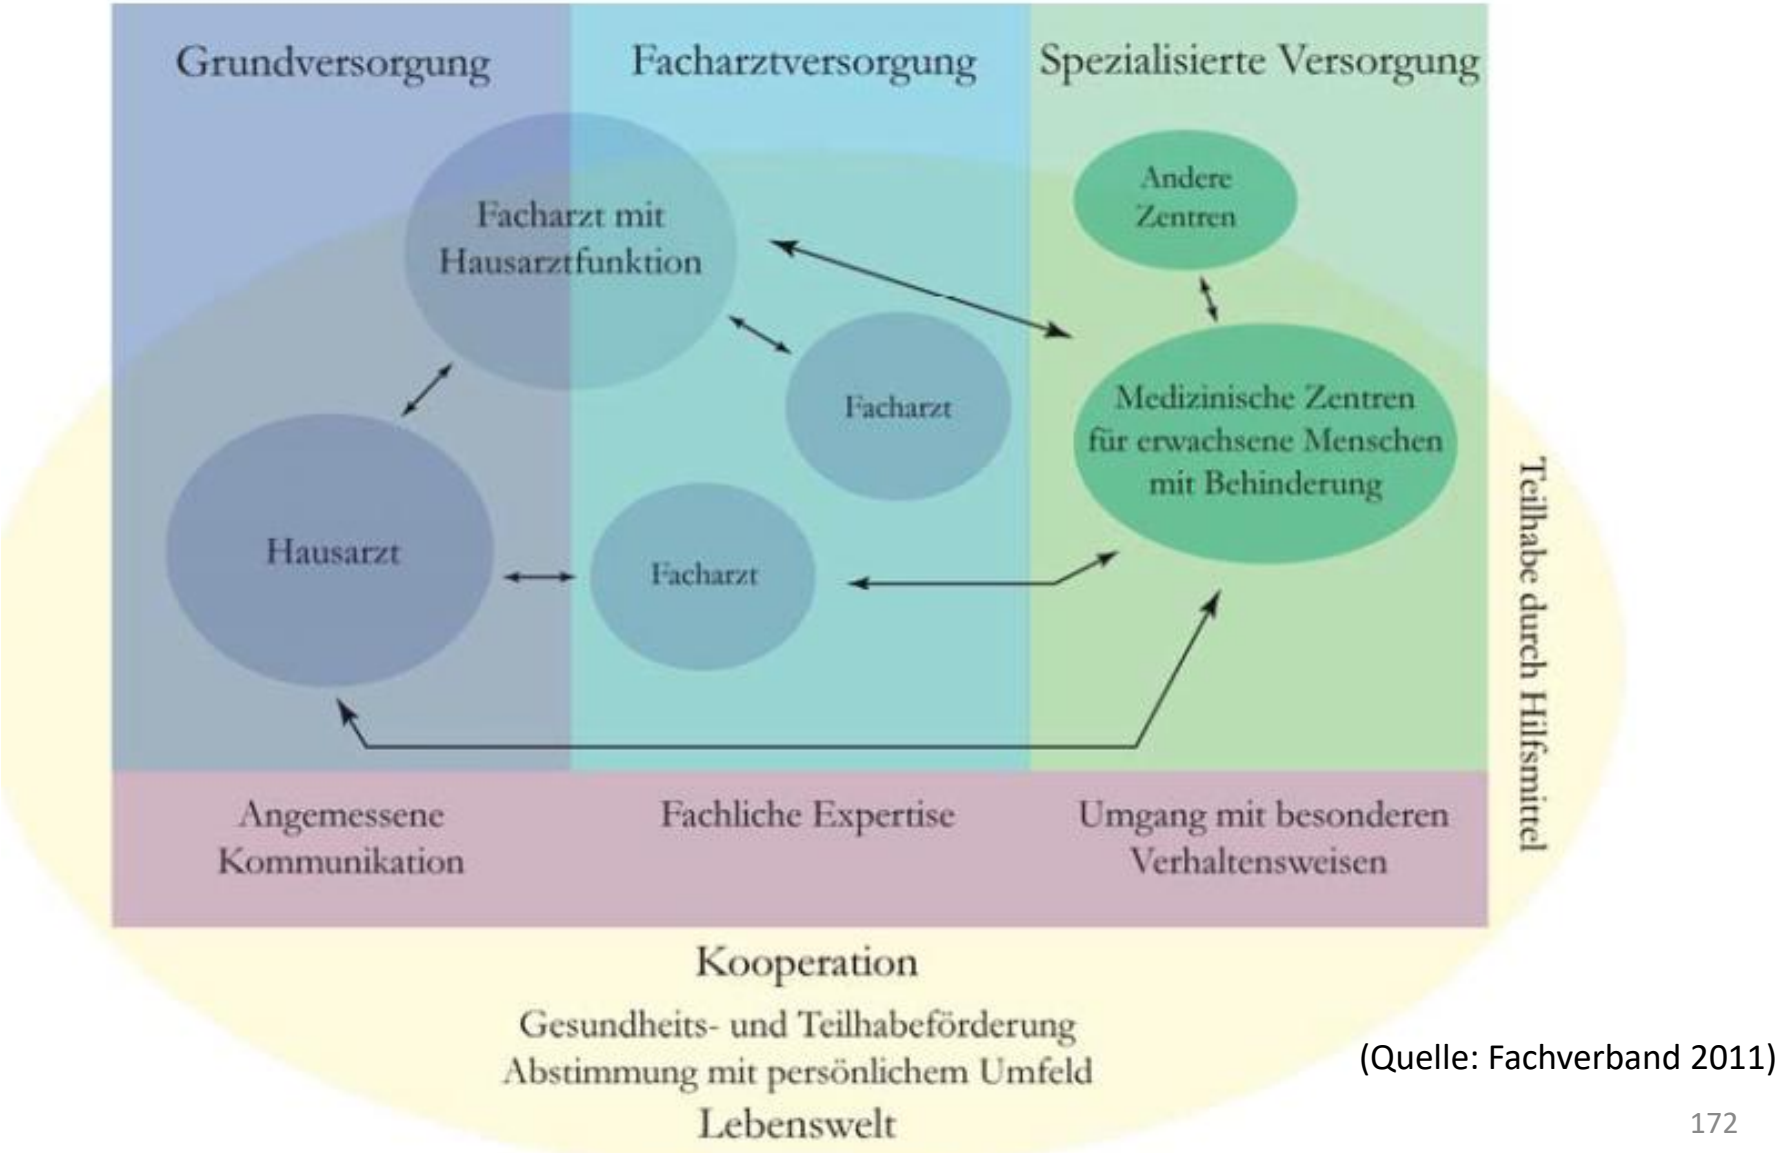 Grundversorgung
Facharztversorgung
Spezialisierte Versorgung
Facharzt mit
Hausarztfunktion
Andere
Zentren
Facharzt
Medizinische Zentren
für erwachsene Menschen
mit Behinderung
Hausarzt
Facharzt
Teilhabe durch Hilfsmittel
Angemessene
Kommunikation
Fachliche Expertise
Umgang mit besonderen
Verhaltensweisen
Kooperation
Gesundheits- und Teilhabeförderung
Abstimmung mit persönlichem Umfeld
Lebenswelt
(Quelle: Fachverband 2011)
172